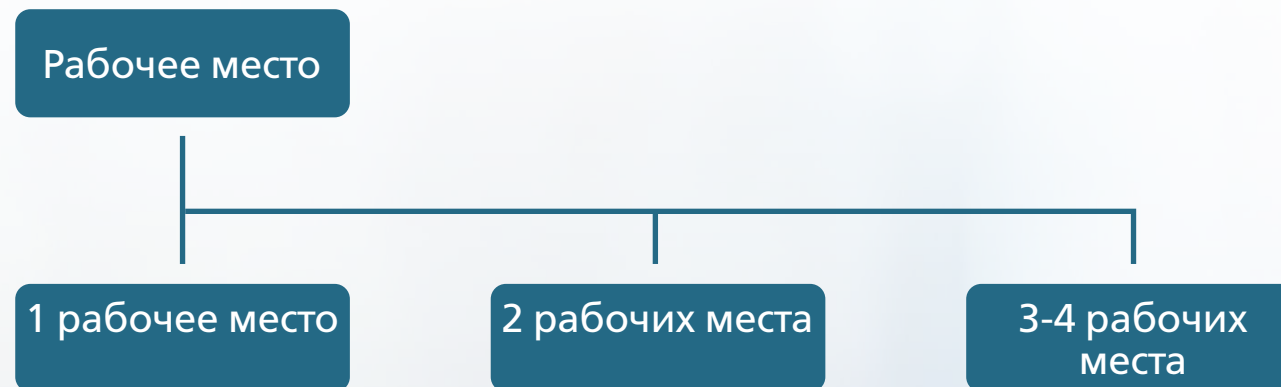 Рабочее место
1 рабочее место
2 рабочих места
3-4 рабочих
места